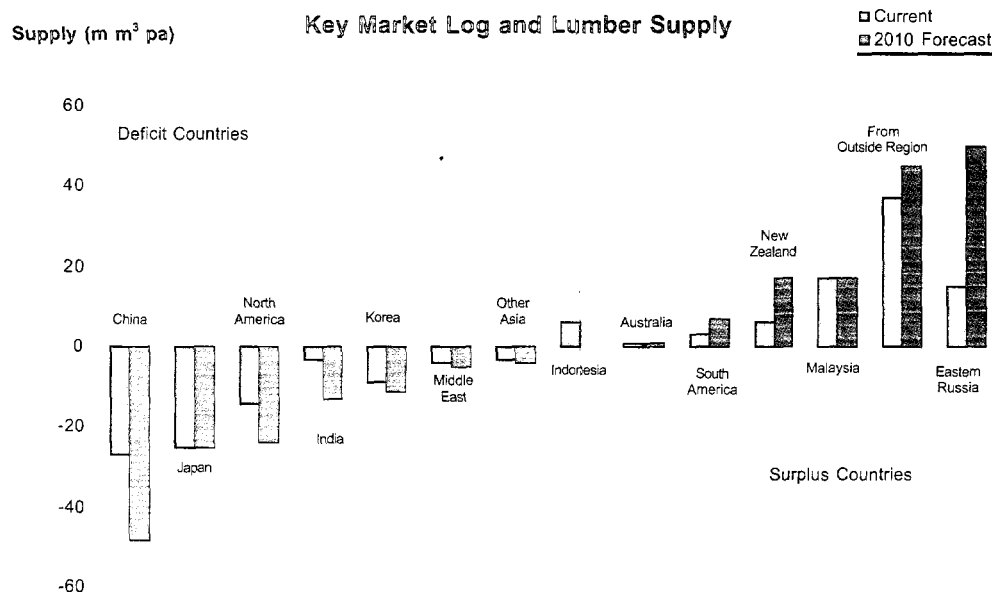 Key Market Log and Lumber Supply
Supply (m m³ pa)
Current
2010 Forecast
60
40
20
0
-20
-40
-60
Deficit Countries
China
Japan
North
America
India
Korea
Middle
East
Other
Asia
Indortesia
Australia
South
America
New
Zealand
Malaysia
From
Outside Region
Eastern
Russia
Surplus Countries